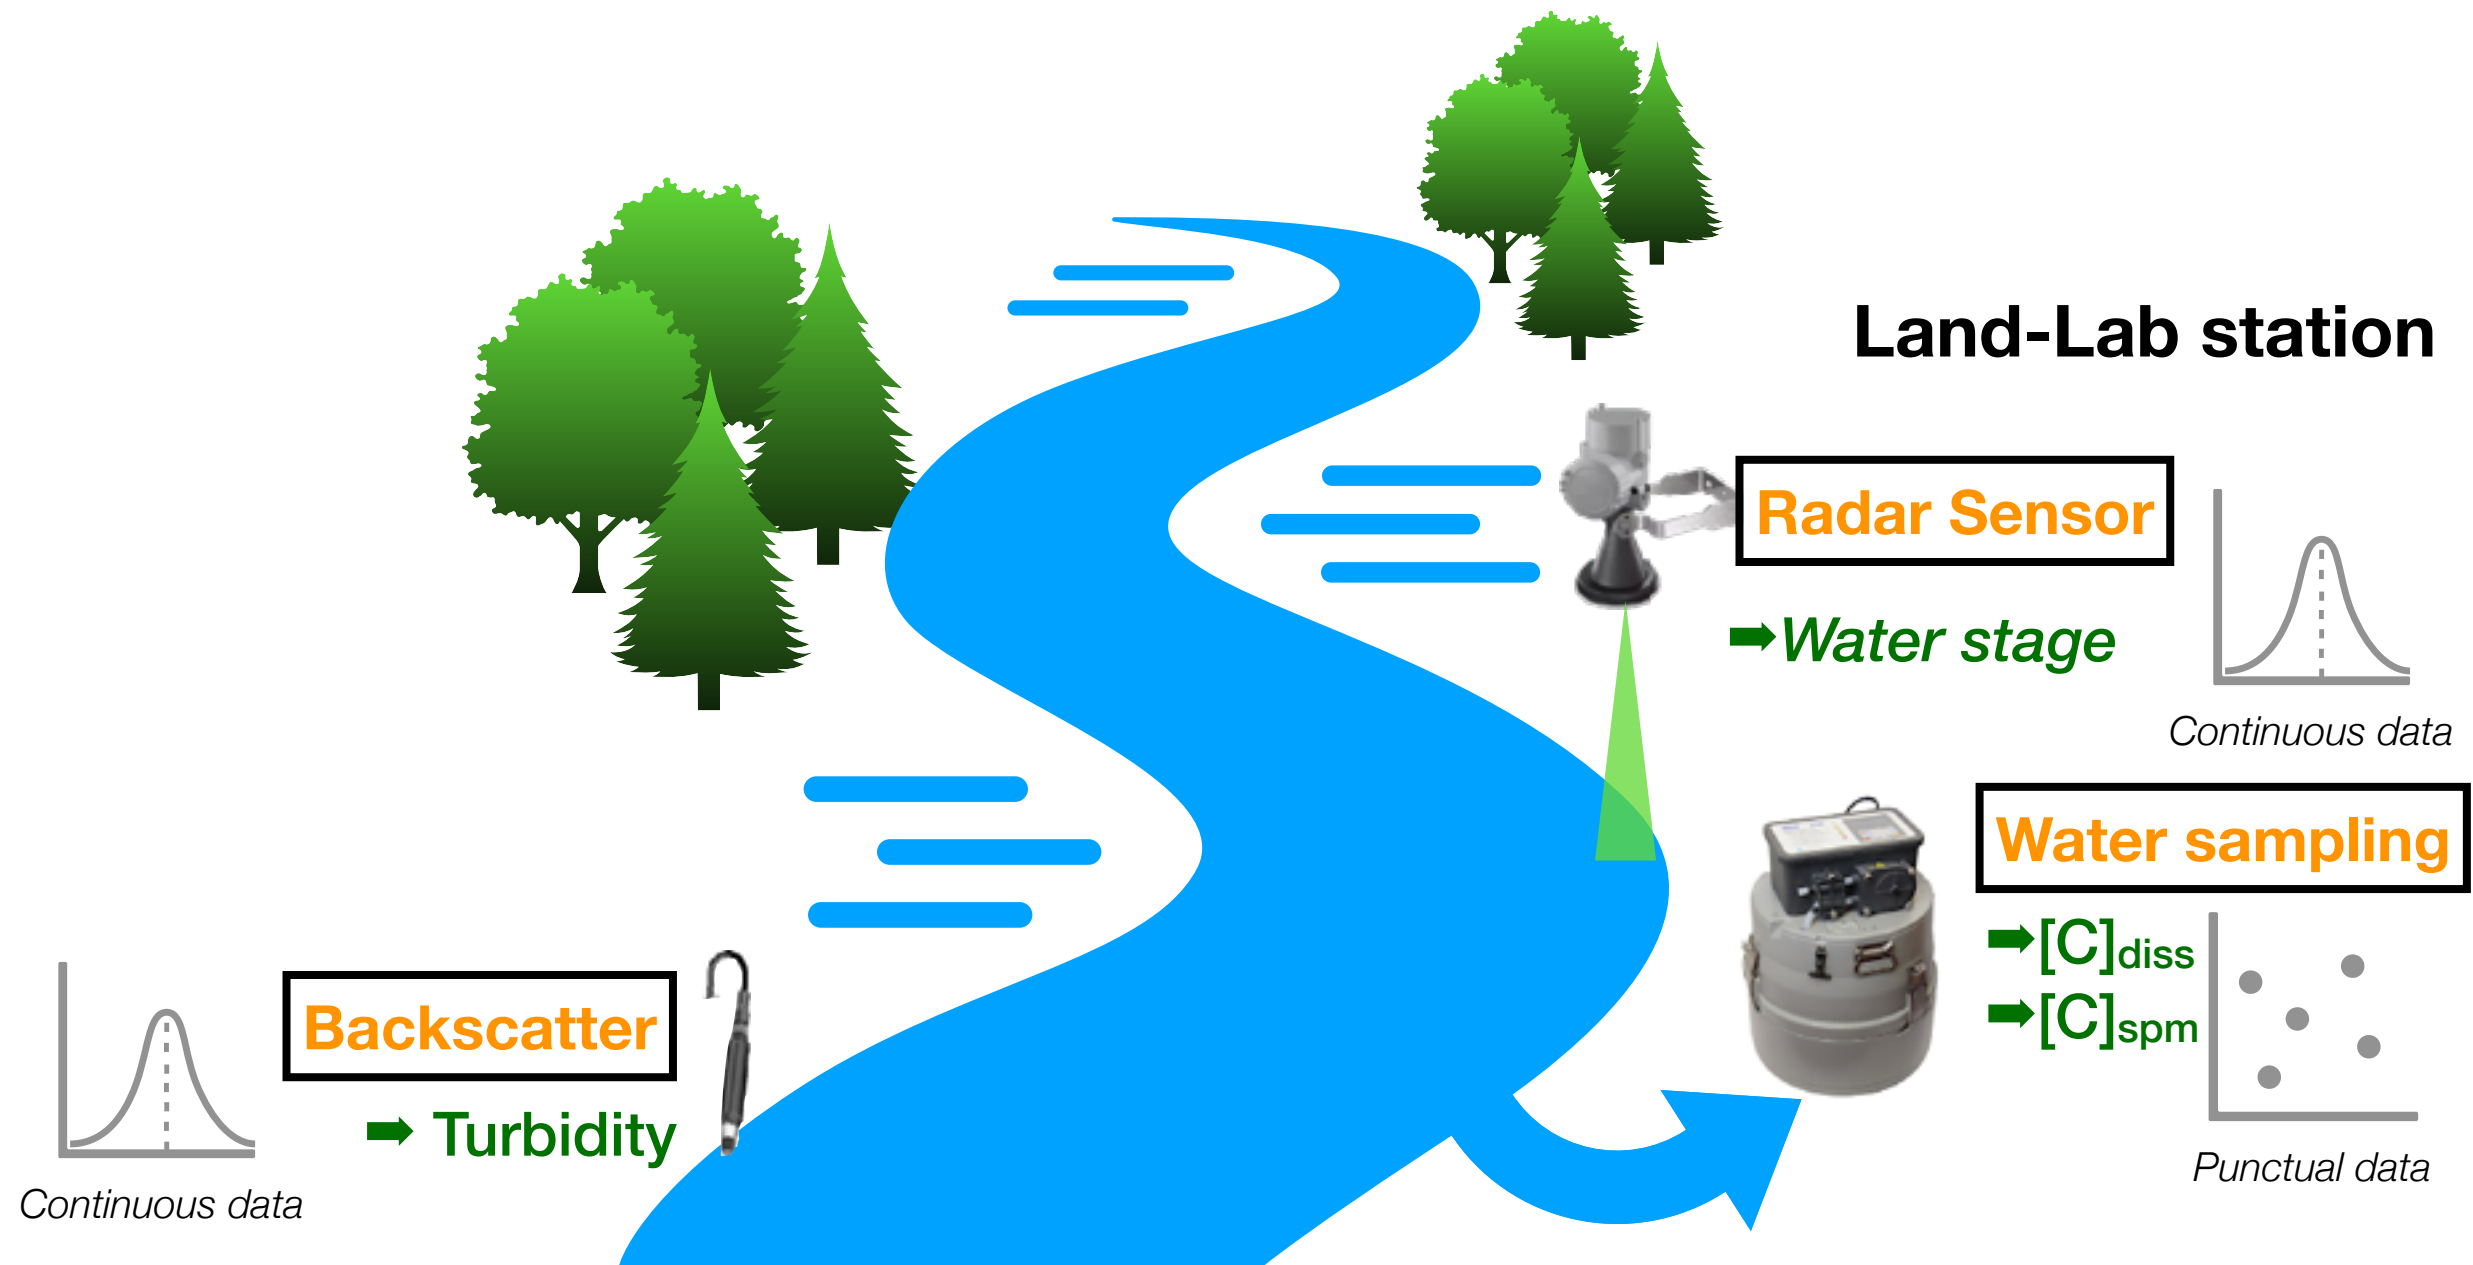 Land-Lab station
Radar Sensor
➡Water stage
Continuous data
Water sampling
➡[C]diss
➡[C]spm
Punctual data
Backscatter
➡ Turbidity
Continuous data